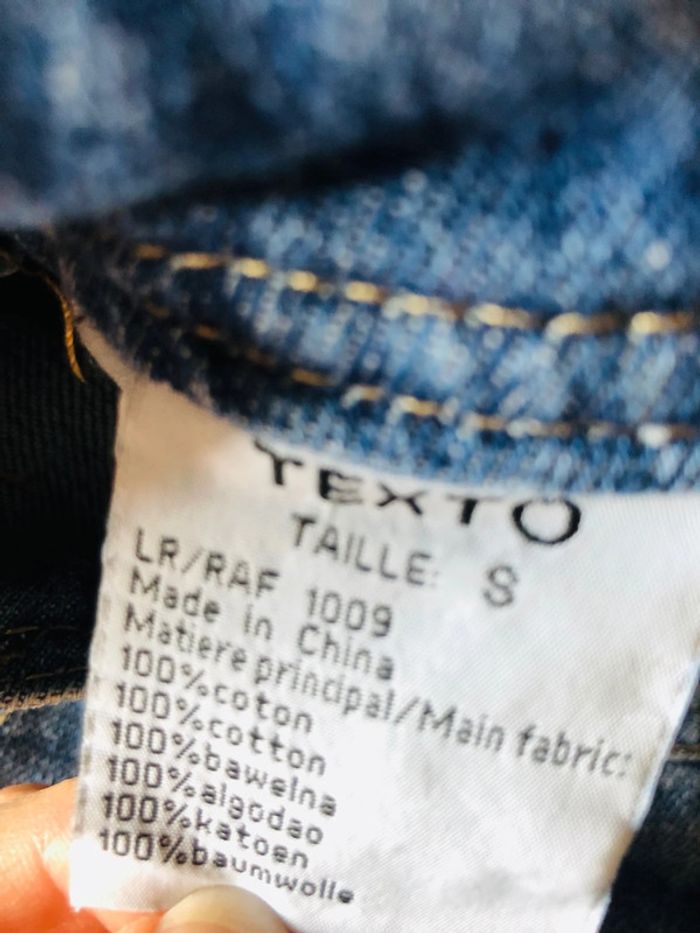 TEXTO
TAILLE: S
LR/RAF 1009
Made in China
Matiere principal/Main fabric:
100%coton
100%cotton
100%bawelna
100%algodao
100%katoen
100%baumwolle